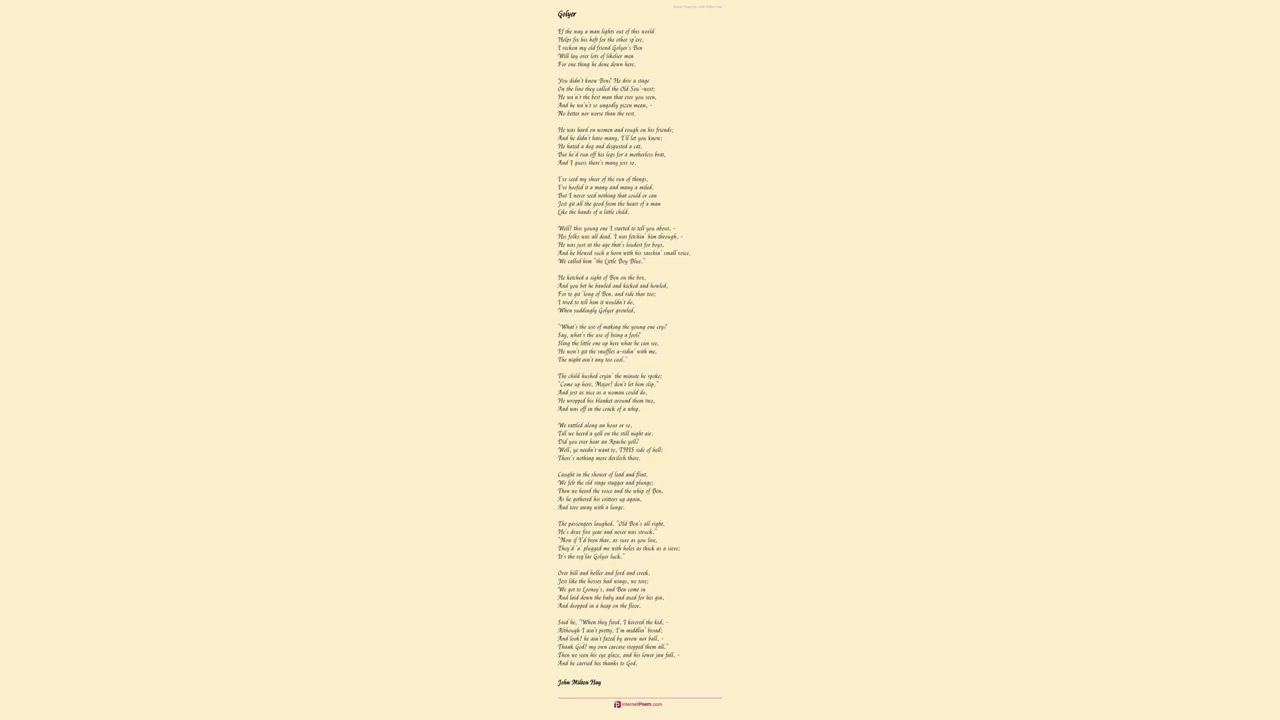 Golyer
Ef the way a man lights out of this world
Helps fix his heft for the other sp'ere,
I reckon my old friend Golyer's Ben
Will lay over lots of likelier men
For one thing he done down here.
You didn't know Ben? He driv a stage
On the line they called the Old Sou'-west;
He wa'n't the best man that ever you seen,
And he wa'n't so ungodly pizen mean, -
No better nor worse than the rest.
He was hard on women and rough on his friends;
And he didn't have many, I'll let you know;
He hated a dog and disgusted a cat,
But he'd run off his legs for a motherless brat,
And I guess there's many jess so.
I've seed my sheer of the run of things,
I've hoofed it a many and many a miled,
But I never seed nothing that could or can
Jest git all the good from the heart of a man
Like the hands of a little child.
Well! this young one I started to tell you about, -
His folks was all dead, I was fetchin' him through, -
He was just at the age that's loudest for boys,
And he blowed such a horn with his sarchin' small voice,
We called him "the Little Boy Blue."
He ketched a sight of Ben on the box,
And you bet he bawled and kicked and howled,
For to git 'long of Ben, and ride thar too;
I tried to tell him it wouldn't do,
When suddingly Golyer growled,
"What's the use of making the young one cry?
Say, what's the use of being a fool?
Sling the little one up here whar he can see,
He won't git the snuffles a-ridin' with me,
The night ain't any too cool."
The child hushed cryin' the minute he spoke;
"Come up here, Major! don't let him slip."
And jest as nice as a woman could do,
He wropped his blanket around them two,
And was off in the crack of a whip.
We rattled along an hour or so,
Till we heerd a yell on the still night air.
Did you ever hear an Apache yell?
Well, ye needn't want to, THIS side of hell;
There's nothing more devilish there.
Caught in the shower of lead and flint,
We felt the old stage stagger and plunge;
Then we heerd the voice and the whip of Ben,
As he gethered his critters up again,
And tore away with a lunge.
The passengers laughed. "Old Ben's all right,
He's druv five year and never was struck."
"Now if I'd been thar, as sure as you live,
They'd 'a' plugged me with holes as thick as a sieve;
It's the reg'lar Golyer luck."
Over hill and holler and ford and creek,
Jest like the hosses had wings, we tore;
We got to Looney's, and Ben come in
And laid down the baby and axed for his gin,
And dropped in a heap on the floor.
Said he, "When they fired, I kivered the kid, -
Although I ain't pretty, I'm middlin' broad;
And look! he ain't fazed by arrow nor ball, -
Thank God! my own carcase stopped them all."
Then we seen his eye glaze, and his lower jaw fall, -
And he carried his thanks to God.
John Milton Hay
InternetPoem.com